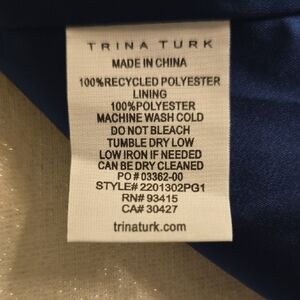 TRINA TURK
MADE IN CHINA
100%RECYCLED POLYESTER
LINING
100%POLYESTER
MACHINE WASH COLD
DO NOT BLEACH
TUMBLE DRY LOW
LOW IRON IF NEEDED
CAN BE DRY CLEANED
PO # 03362-00
STYLE# 2201302PG1
RN# 93415
CA# 30427
trinaturk.com